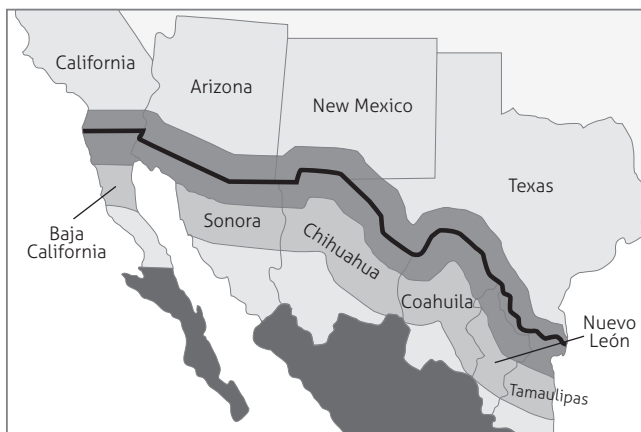 California
Arizona
New Mexico
Texas
Baja
California
Sonora
Chihuahua
Coahuila
Nuevo
León
Tamaulipas